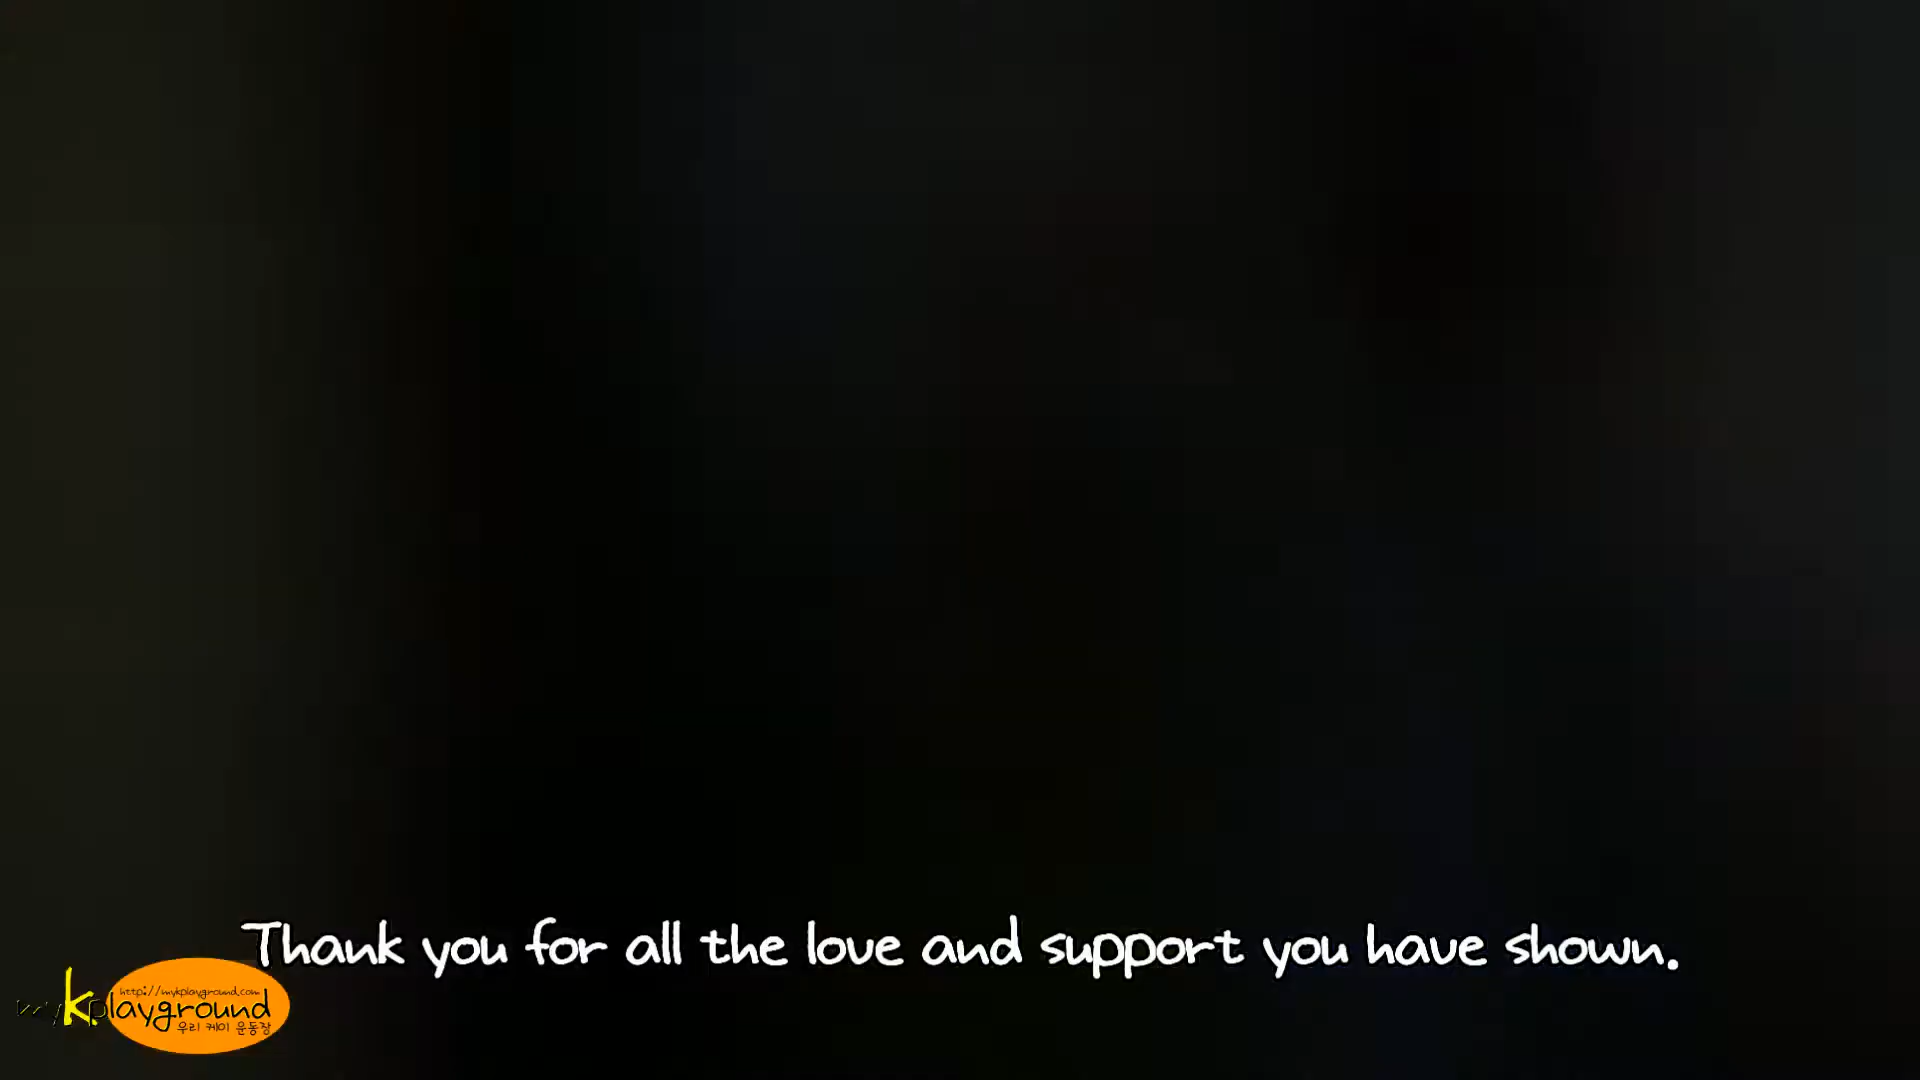 Thank you for all the love and support you have shown.
http://mykplayground.com
mykplayground
우리 케이 운동장